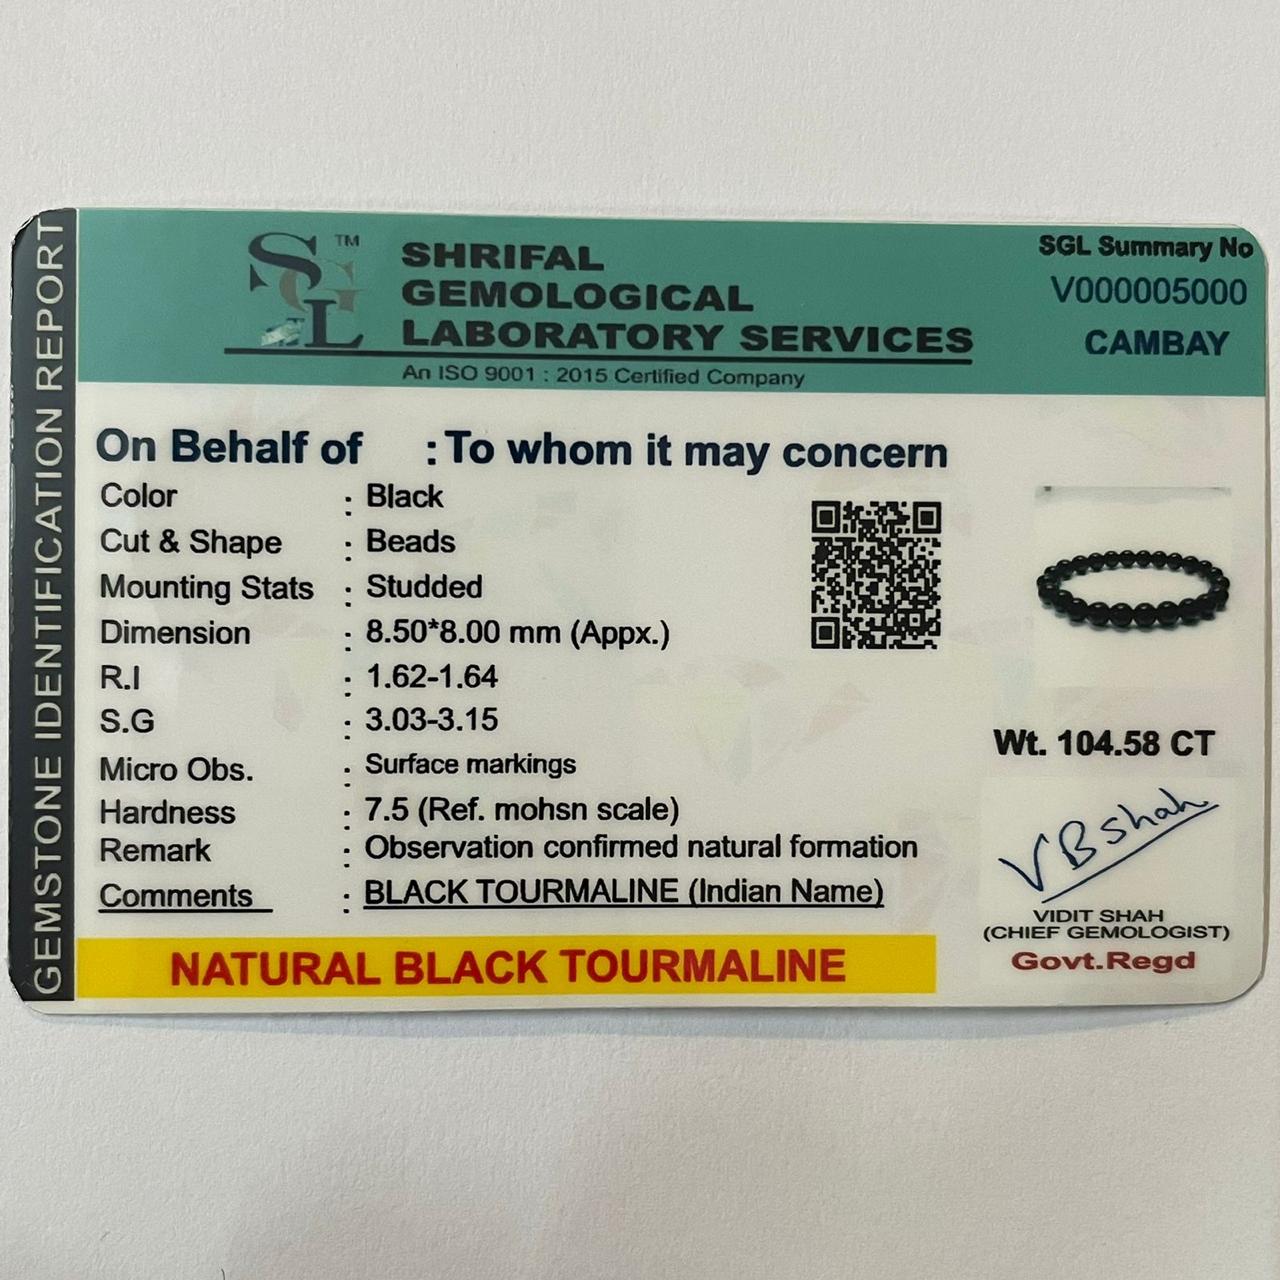 GEMSTONE IDENTIFICATION REPORT
SGL TM
SHRIFAL
GEMOLOGICAL
LABORATORY SERVICES
An ISO 9001 : 2015 Certified Company
SGL Summary No
V000005000
CAMBAY
On Behalf of : To whom it may concern
Color : Black
Cut & Shape : Beads
Mounting Stats : Studded
Dimension : 8.50*8.00 mm (Appx.)
R.I : 1.62-1.64
S.G : 3.03-3.15
Micro Obs. : Surface markings
Hardness : 7.5 (Ref. mohsn scale)
Remark : Observation confirmed natural formation
Comments : BLACK TOURMALINE (Indian Name)
NATURAL BLACK TOURMALINE
Wt. 104.58 CT
VBshah
VIDIT SHAH
(CHIEF GEMOLOGIST)
Govt.Regd